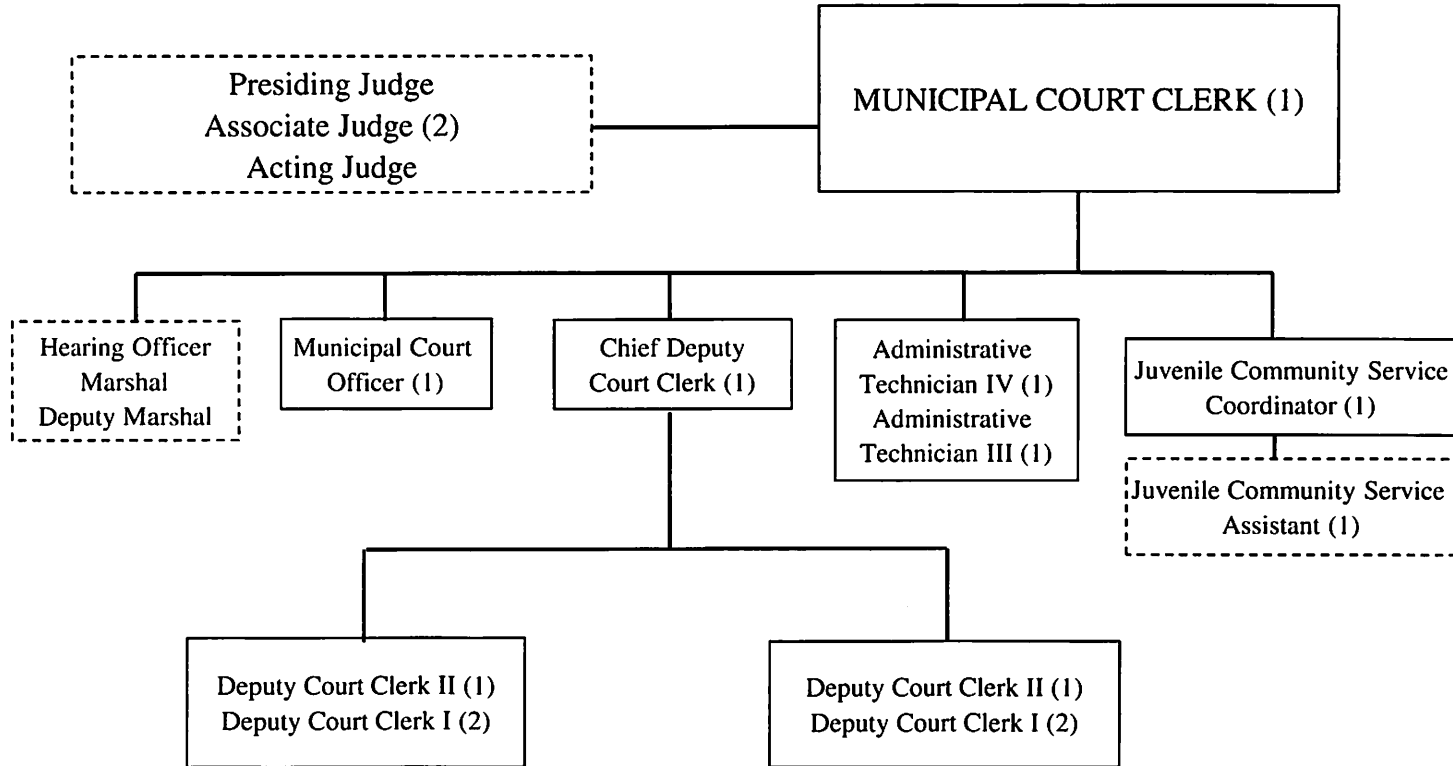 Presiding Judge
Associate Judge (2)
Acting Judge
MUNICIPAL COURT CLERK (1)
Hearing Officer
Marshal
Deputy Marshal
Municipal Court
Officer (1)
Chief Deputy
Court Clerk (1)
Administrative
Technician IV (1)
Administrative
Technician III (1)
Juvenile Community Service
Coordinator (1)
Juvenile Community Service
Assistant (1)
Deputy Court Clerk II (1)
Deputy Court Clerk I (2)
Deputy Court Clerk II (1)
Deputy Court Clerk I (2)